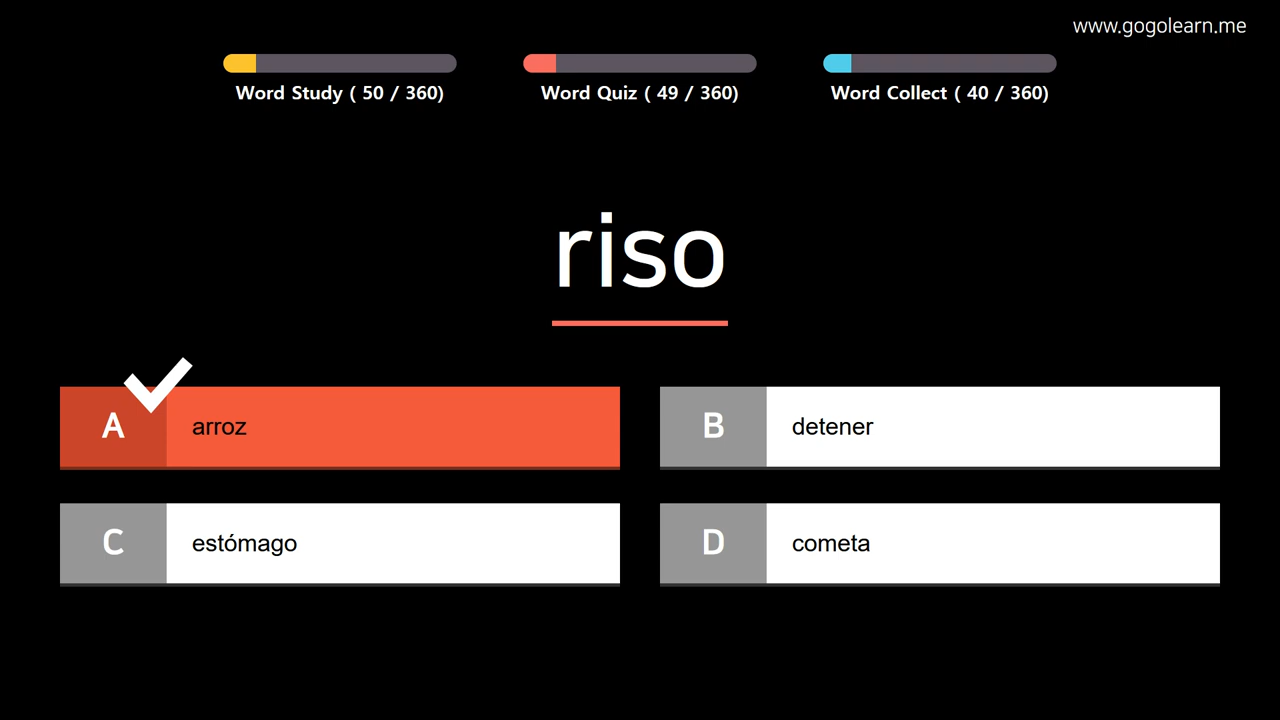 www.gogolearn.me
Word Study ( 50 / 360)
Word Quiz ( 49 / 360)
Word Collect ( 40 / 360)
riso
A arroz
B detener
C estómago
D cometa